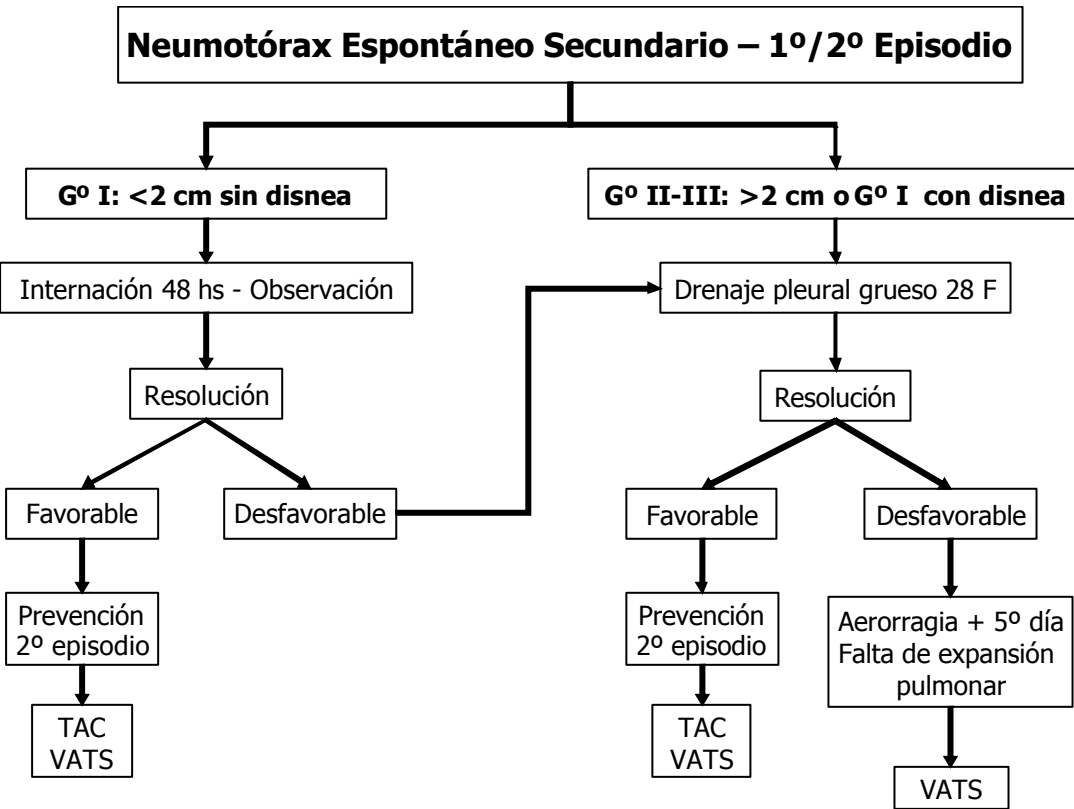 Neumotórax Espontáneo Secundario – 1º/2º Episodio
Gº I: <2 cm sin disnea
Gº II-III: >2 cm o Gº I con disnea
Internación 48 hs - Observación
Drenaje pleural grueso 28 F
Resolución
Resolución
Favorable
Desfavorable
Favorable
Desfavorable
Prevención
2º episodio
Prevención
2º episodio
Aerorragia + 5º día
Falta de expansión
pulmonar
TAC
VATS
TAC
VATS
VATS